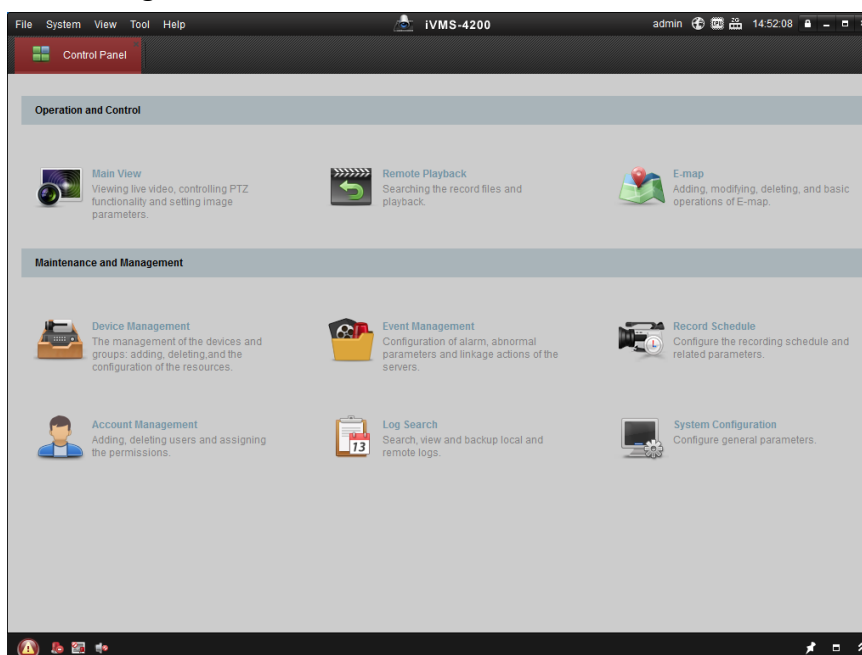 File System View Tool Help iVMS-4200 admin 14:52:08
Control Panel
Operation and Control
Main View
Viewing live video, controlling PTZ
functionality and setting image
parameters.
Remote Playback
Searching the record files and
playback.
E-map
Adding, modifying, deleting, and basic
operations of E-map.
Maintenance and Management
Device Management
The management of the devices and
groups: adding, deleting,and the
configuration of the resources.
Event Management
Configuration of alarm, abnormal
parameters and linkage actions of the
servers.
Record Schedule
Configure the recording schedule and
related parameters.
Account Management
Adding, deleting users and assigning
the permissions.
13
Log Search
Search, view and backup local and
remote logs.
System Configuration
Configure general parameters.